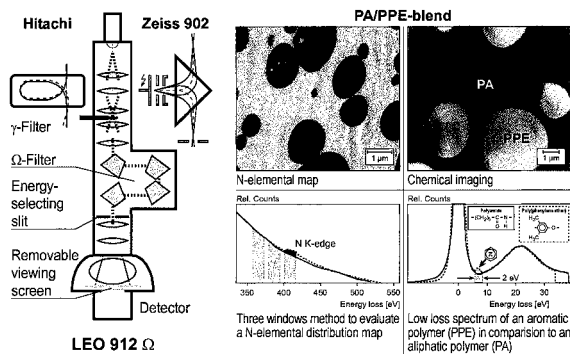 Hitachi
Zeiss 902
γ-Filter
Ω-Filter
Energy-
selecting
slit
Removable
viewing
screen
Detector
LEO 912 Ω
PA/PPE-blend
1 μm
N-elemental map
PA
PPE
1 μm
Chemical imaging
Rel. Counts
N K-edge
350 400 450 500 550
Energy loss [eV]
Three windows method to evaluate
a N-elemental distribution map
Rel. Counts
Polyamide
H₃C
H₃C
2 eV
0 10 20 30
Energy loss [eV]
Low loss spectrum of an aromatic
polymer (PPE) in comparision to an
aliphatic polymer (PA)